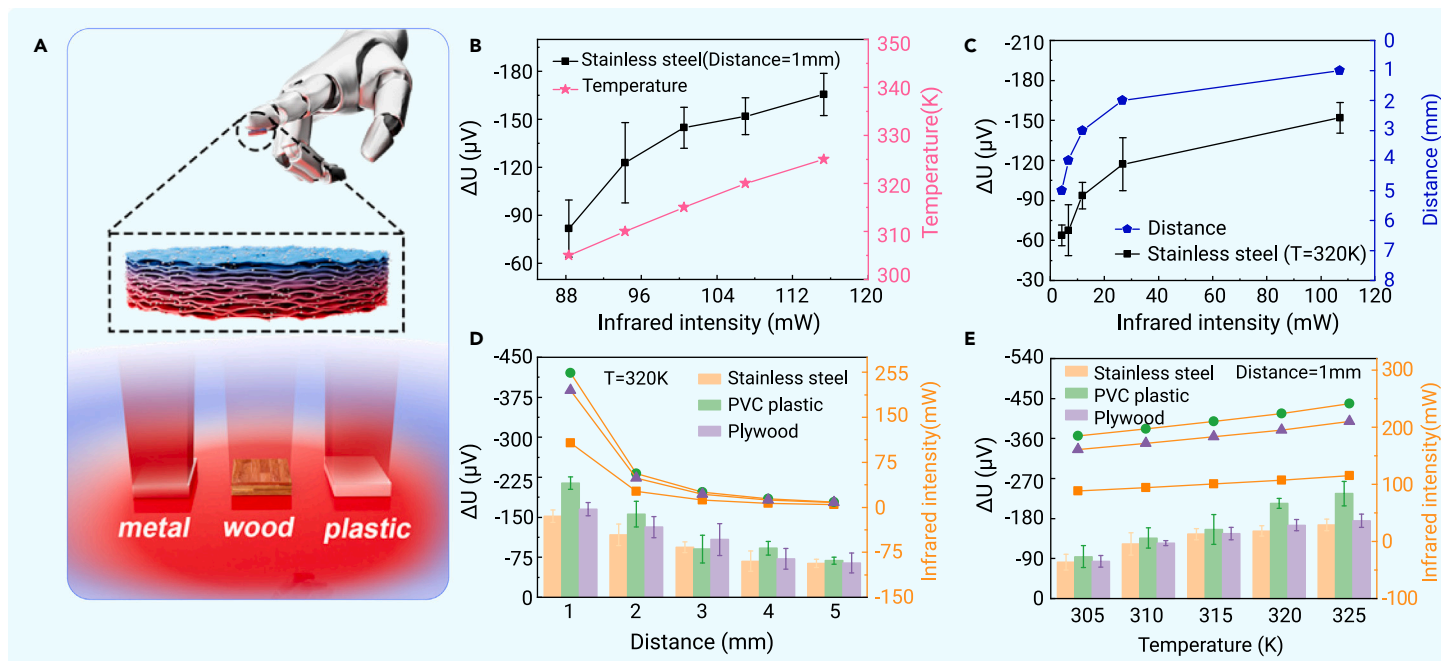 A
metal
wood
plastic
B
Stainless steel(Distance=1mm)
Temperature
ΔU (μV)
-180
-150
-120
-90
-60
350
340
330
320
310
300
Temperature(K)
88
96
104
112
120
Infrared intensity (mW)
C
ΔU (μV)
-210
-180
-150
-120
-90
-60
-30
0
1
2
3
4
5
6
7
8
Distance (mm)
Distance
Stainless steel (T=320K)
0
20
40
60
80
100
120
Infrared intensity (mW)
D
T=320K
Stainless steel
PVC plastic
Plywood
ΔU (μV)
-450
-375
-300
-225
-150
-75
0
255
150
75
0
-75
-150
Infrared intensity(mW)
1
2
3
4
5
Distance (mm)
E
Stainless steel
Distance=1mm
PVC plastic
Plywood
ΔU (μV)
-540
-450
-360
-270
-180
-90
0
300
200
100
0
-100
Infrared intensity(mW)
305
310
315
320
325
Temperature (K)